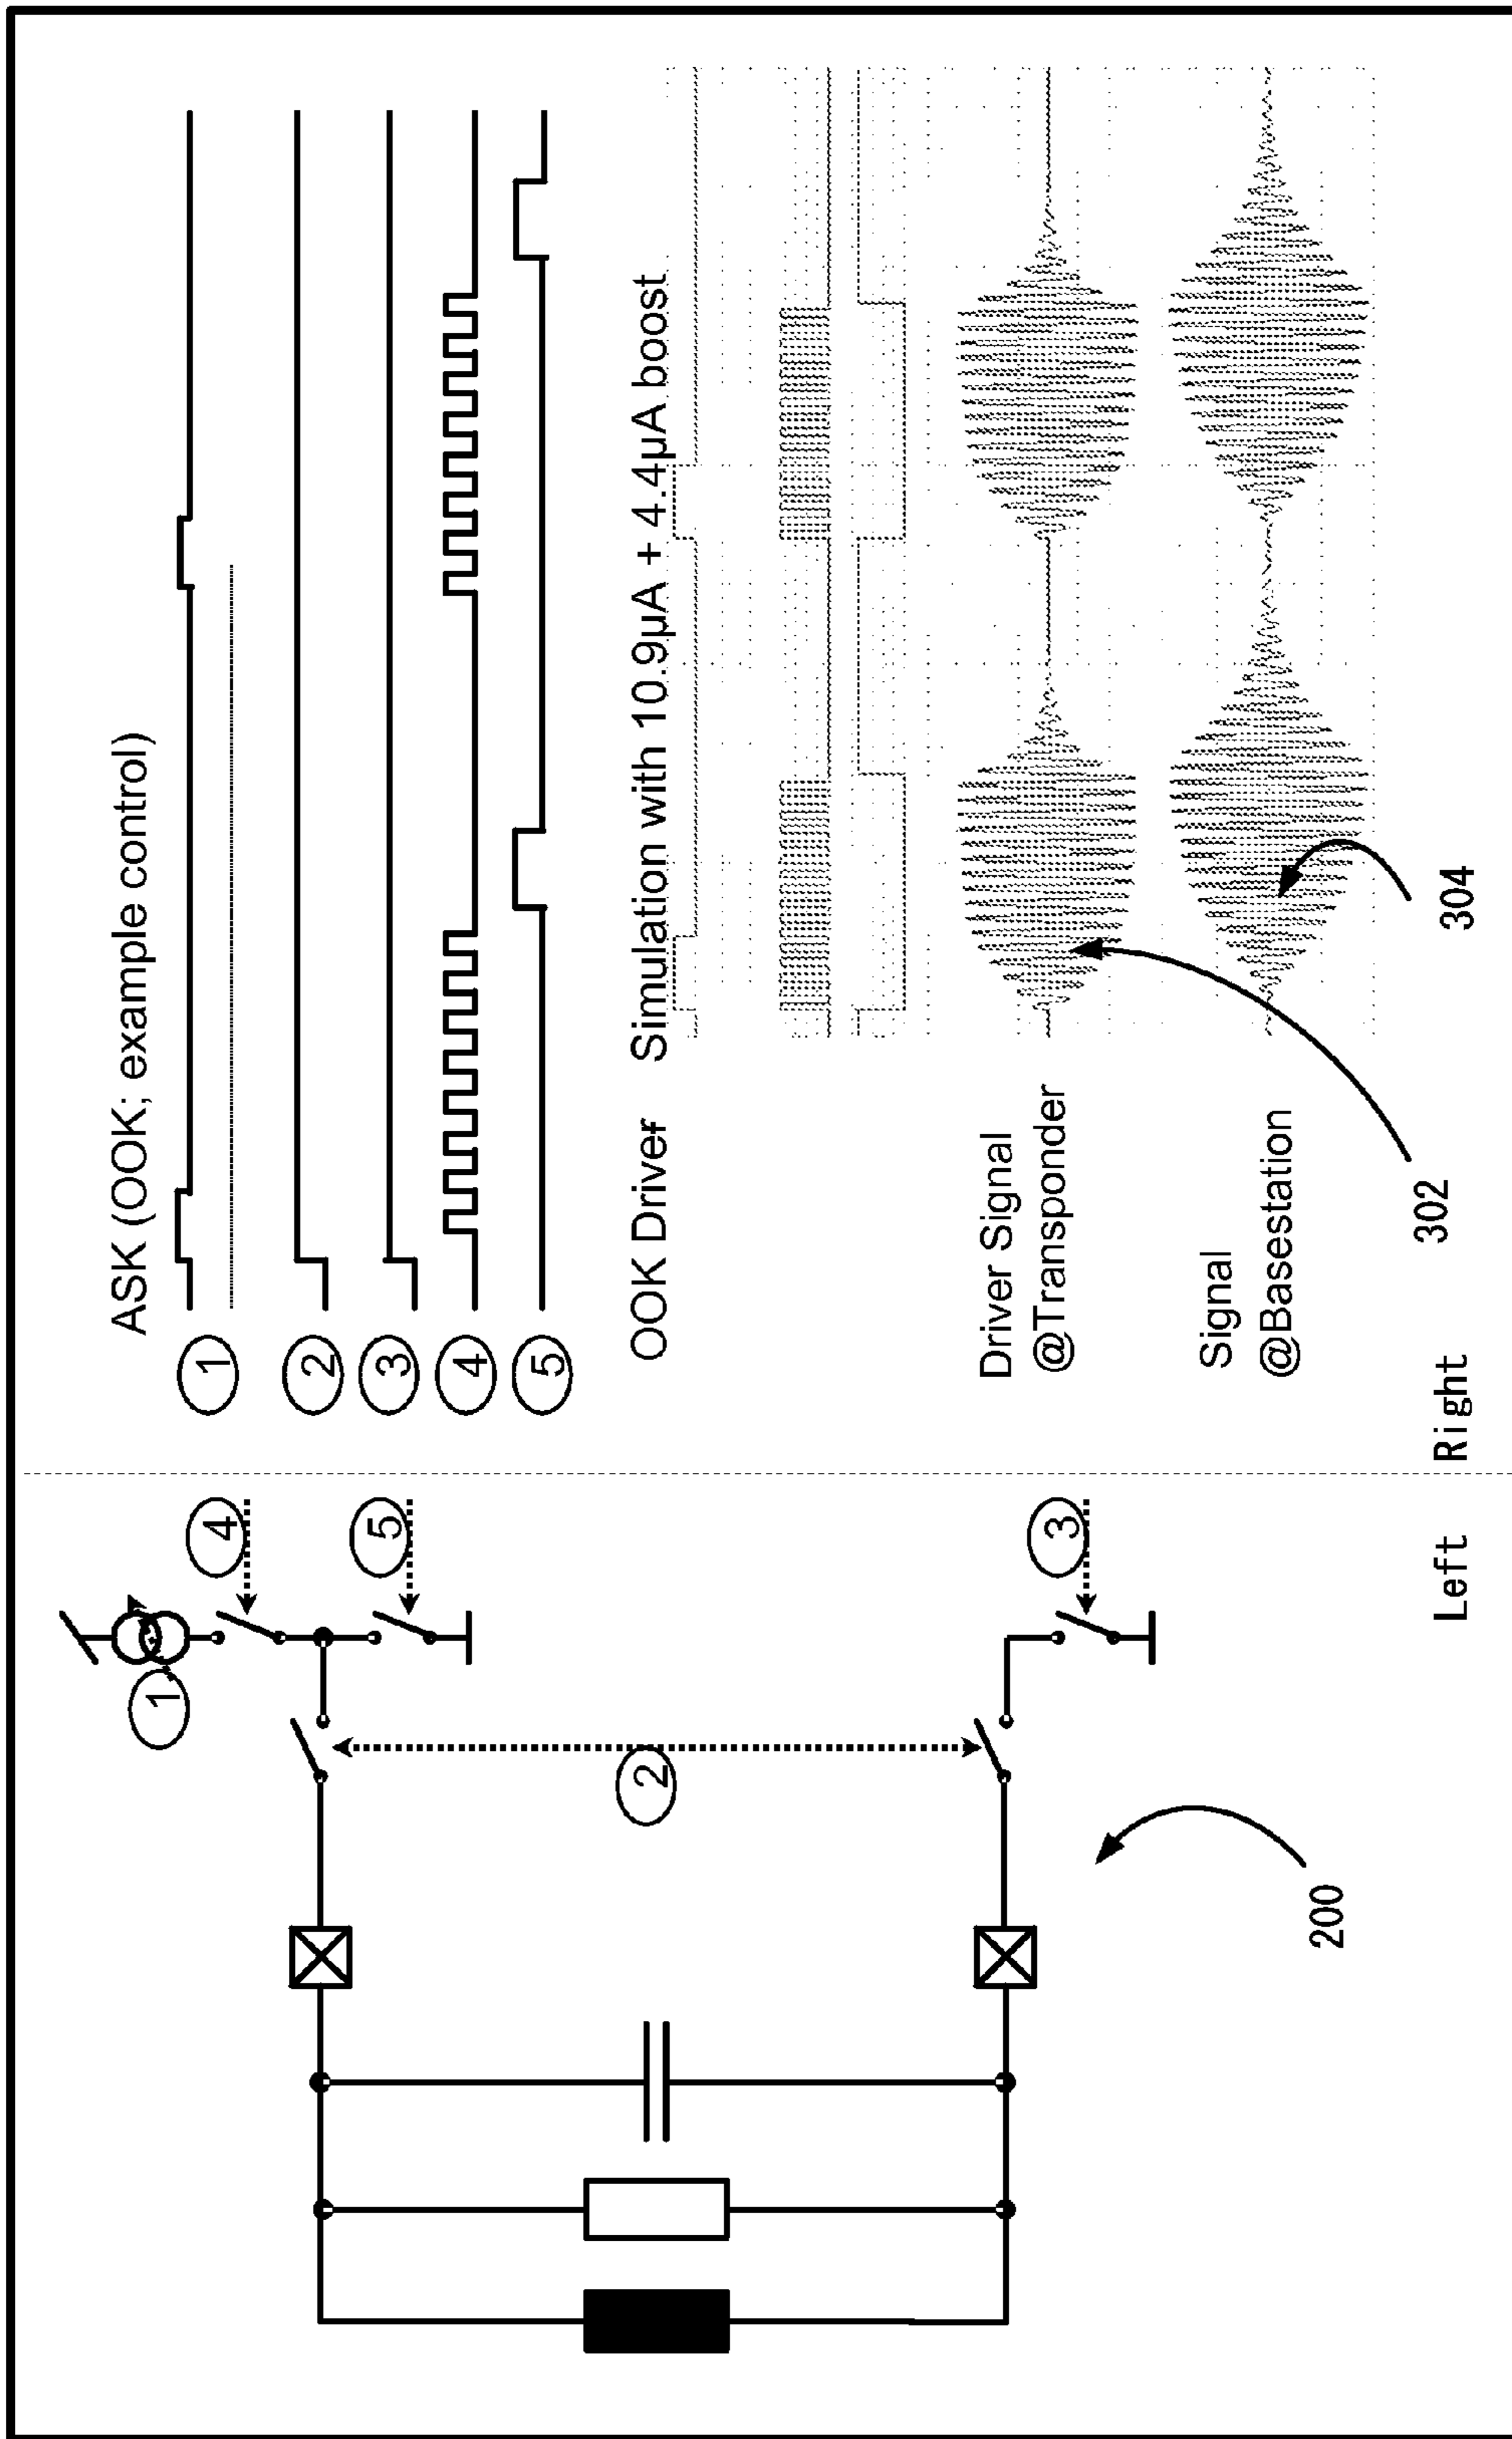 1
4
5
2
3
200
Left
ASK (OOK; example control)
1
2
3
4
5
OOK Driver Simulation with 10.9µA + 4.4µA boost
Driver Signal
@Transponder
Signal
@Basestation
302
304
Right